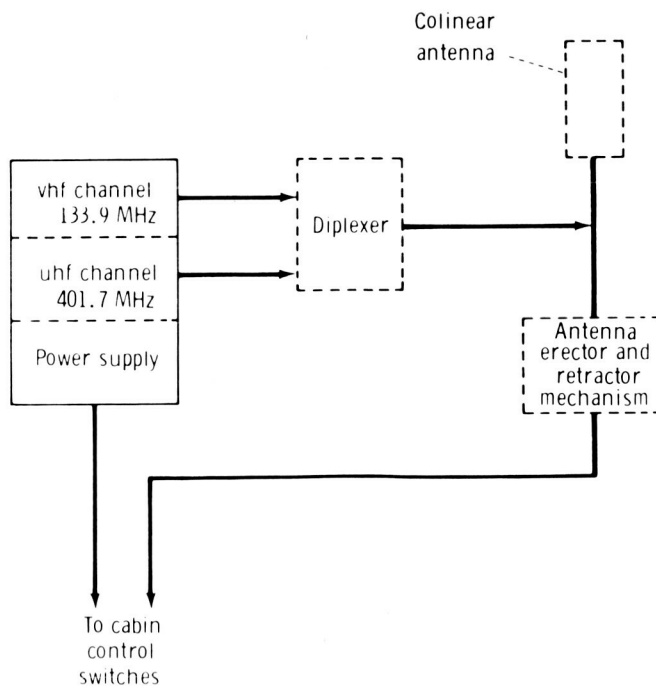 Colinear
antenna
vhf channel
133.9 MHz
Diplexer
uhf channel
401.7 MHz
Power supply
Antenna
erector and
retractor
mechanism
To cabin
control
switches